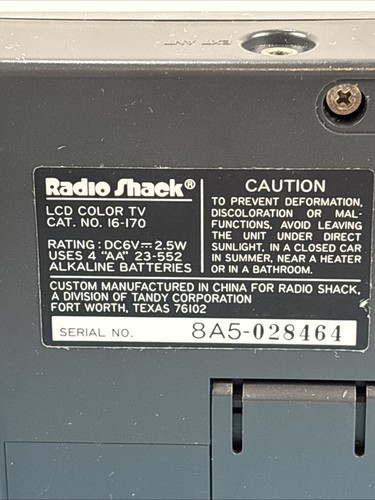 EXT ANT
Radio Shack®
LCD COLOR TV
CAT. NO. 16-170
RATING: DC6V⎓2.5W
USES 4 "AA" 23-552
ALKALINE BATTERIES
CAUTION
TO PREVENT DEFORMATION,
DISCOLORATION OR MAL-
FUNCTIONS, AVOID LEAVING
THE UNIT UNDER DIRECT
SUNLIGHT, IN A CLOSED CAR
IN SUMMER, NEAR A HEATER
OR IN A BATHROOM.
CUSTOM MANUFACTURED IN CHINA FOR RADIO SHACK,
A DIVISION OF TANDY CORPORATION
FORT WORTH, TEXAS 76102
SERIAL NO. 8A5-028464